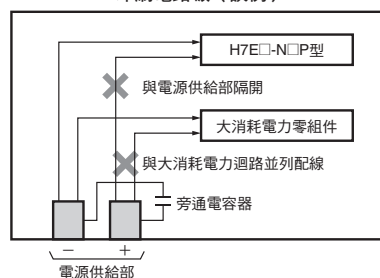 H7E□-N□P型
與電源供給部隔開
大消耗電力零組件
與大消耗電力迴路並列配線
旁通電容器
－ ＋
電源供給部